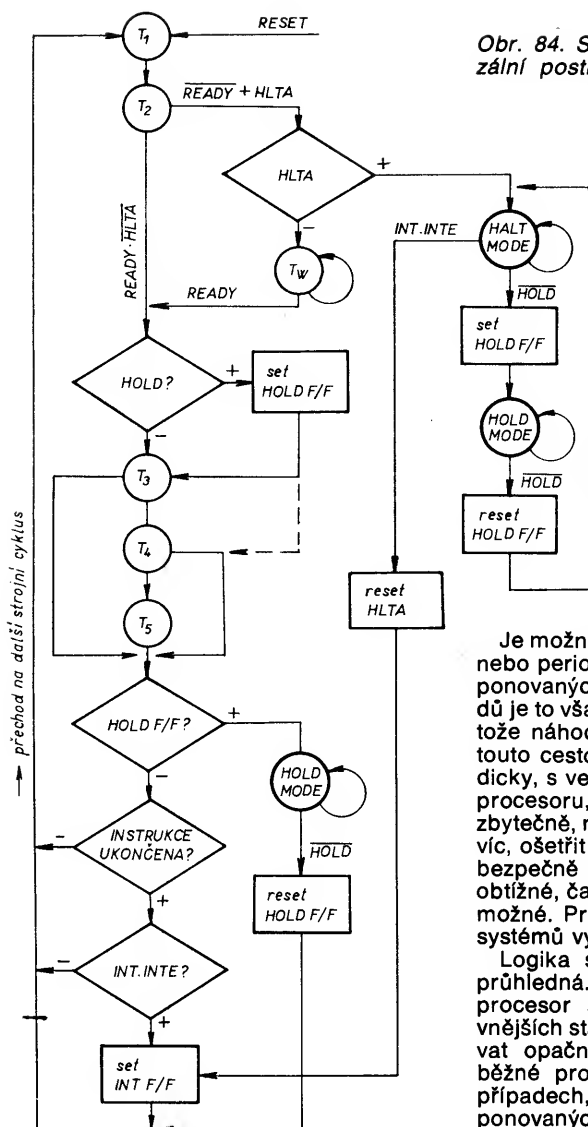 RESET
T1
T2
READY + HLTA
HLTA
+
-
READY · HLTA
INT.INTE
HALT
MODE
TW
READY
HOLD
set
HOLD F/F
HOLD?
+
-
set
HOLD F/F
HOLD
MODE
HOLD
reset
HOLD F/F
T3
T4
T5
reset
HLTA
→ přechod na další strojní cyklus
HOLD F/F?
+
-
HOLD
MODE
HOLD
reset
HOLD F/F
INSTRUKCE
UKONČENA?
-
+
INT.INTE?
-
+
set
INT F/F
Obr. 84. S
zální post
Je možn
nebo perio
ponovaných
dů je to vša
tože náhoo
touto cesto
dicky, s ve
procesoru,
zbytečně, r
víc, ošetřit
bezpečně
obtížné, ča
možné. Pr
systémů vy
Logika s
průhledná.
procesor
vnějších sta
vat opačn
běžné pro
případech,
ponovaných